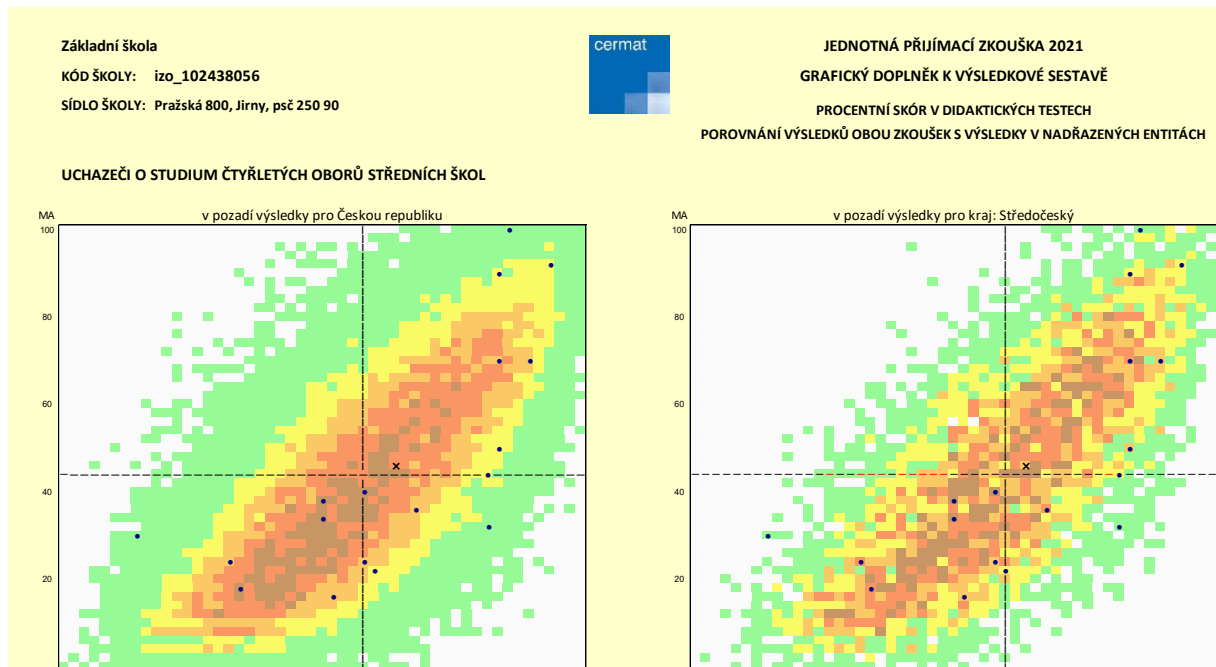 Základní škola
KÓD ŠKOLY: izo_102438056
SÍDLO ŠKOLY: Pražská 800, Jirny, psč 250 90
cermat
JEDNOTNÁ PŘIJÍMACÍ ZKOUŠKA 2021
GRAFICKÝ DOPLNĚK K VÝSLEDKOVÉ SESTAVĚ
PROCENTNÍ SKÓR V DIDAKTICKÝCH TESTECH
POROVNÁNÍ VÝSLEDKŮ OBOU ZKOUŠEK S VÝSLEDKY V NADŘAZENÝCH ENTITÁCH
UCHAZEČI O STUDIUM ČTYŘLETÝCH OBORŮ STŘEDNÍCH ŠKOL
MA
v pozadí výsledky pro Českou republiku
100
80
60
40
20
MA
v pozadí výsledky pro kraj: Středočeský
100
80
60
40
20